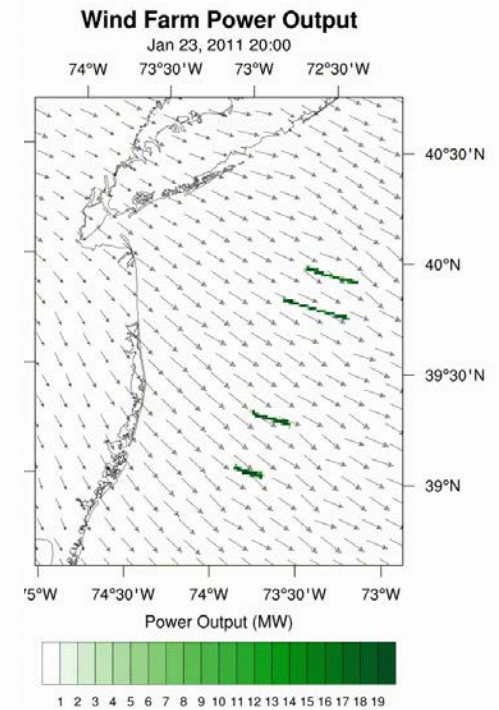 Wind Farm Power Output
Jan 23, 2011 20:00
74°W 73°30'W 73°W 72°30'W
40°30'N
40°N
39°30'N
39°N
'5°W 74°30'W 74°W 73°30'W 73°W
Power Output (MW)
1 2 3 4 5 6 7 8 9 10 11 12 13 14 15 16 17 18 19